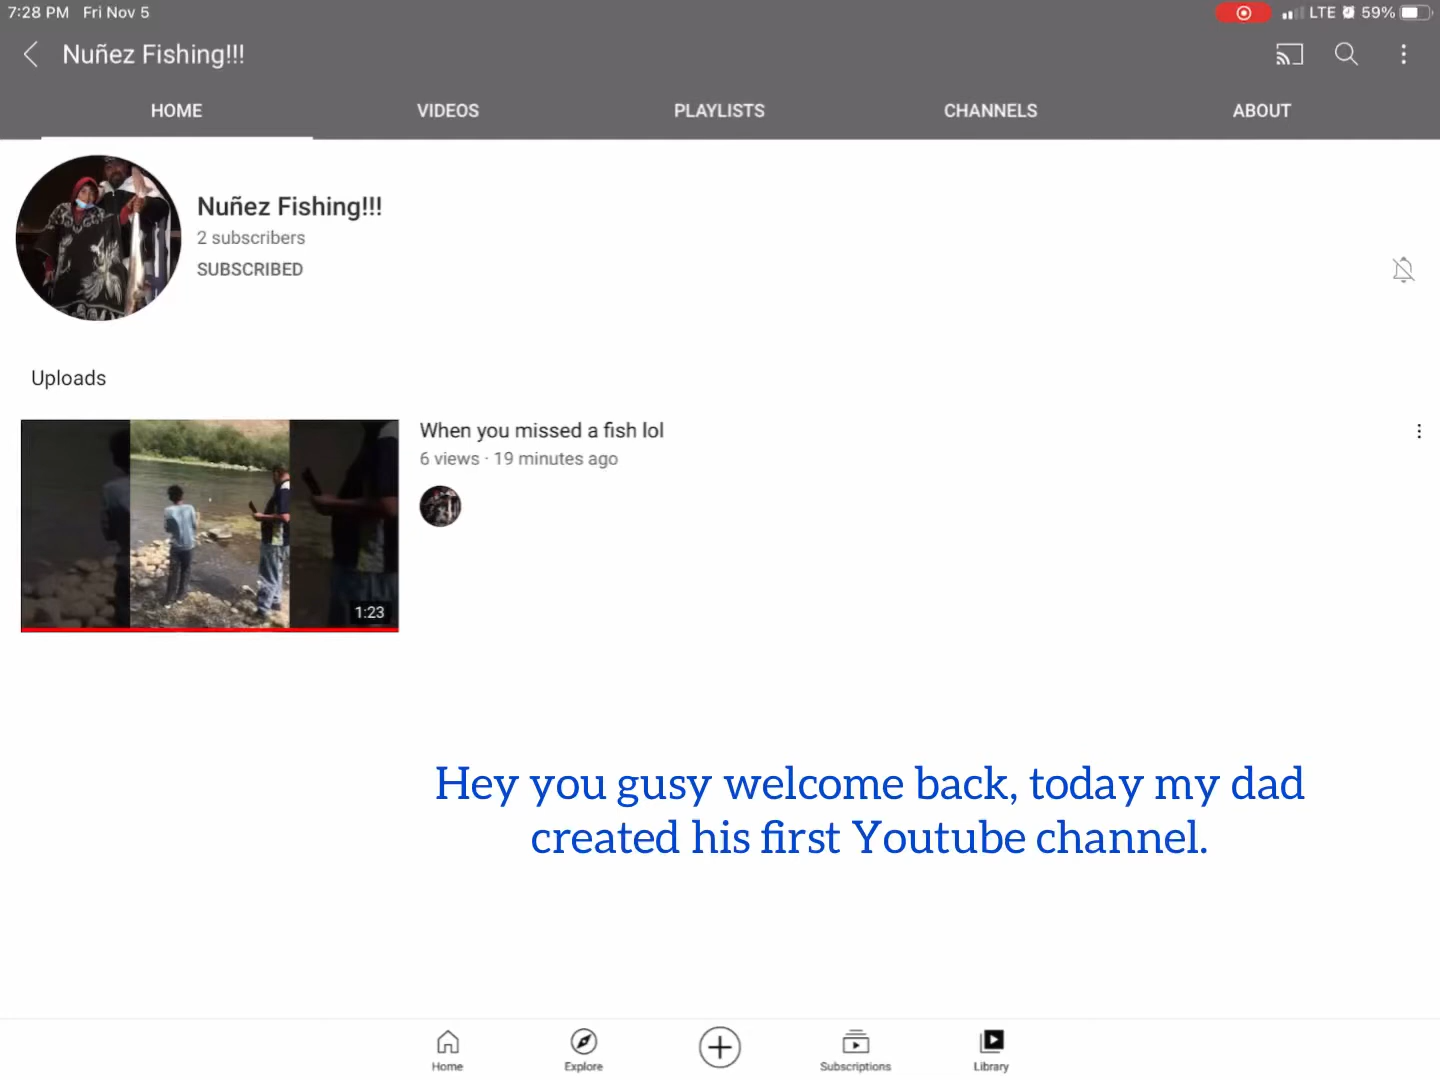 7:28 PM Fri Nov 5
LTE 59%
Nuñez Fishing!!!
HOME VIDEOS PLAYLISTS CHANNELS ABOUT
Nuñez Fishing!!!
2 subscribers
SUBSCRIBED
Uploads
When you missed a fish lol
6 views · 19 minutes ago
1:23
Hey you gusy welcome back, today my dad
created his first Youtube channel.
Home Explore Subscriptions Library